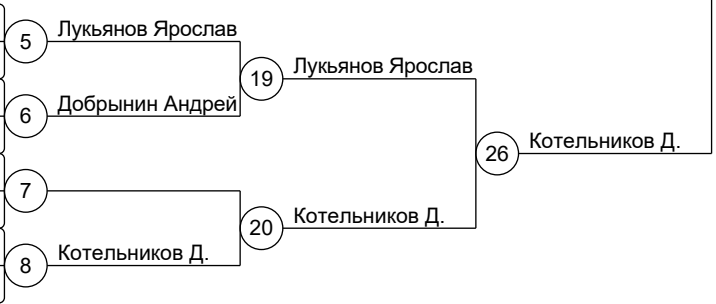 5 Лукьянов Ярослав
19 Лукьянов Ярослав
6 Добрынин Андрей
26 Котельников Д.
7
20 Котельников Д.
8 Котельников Д.